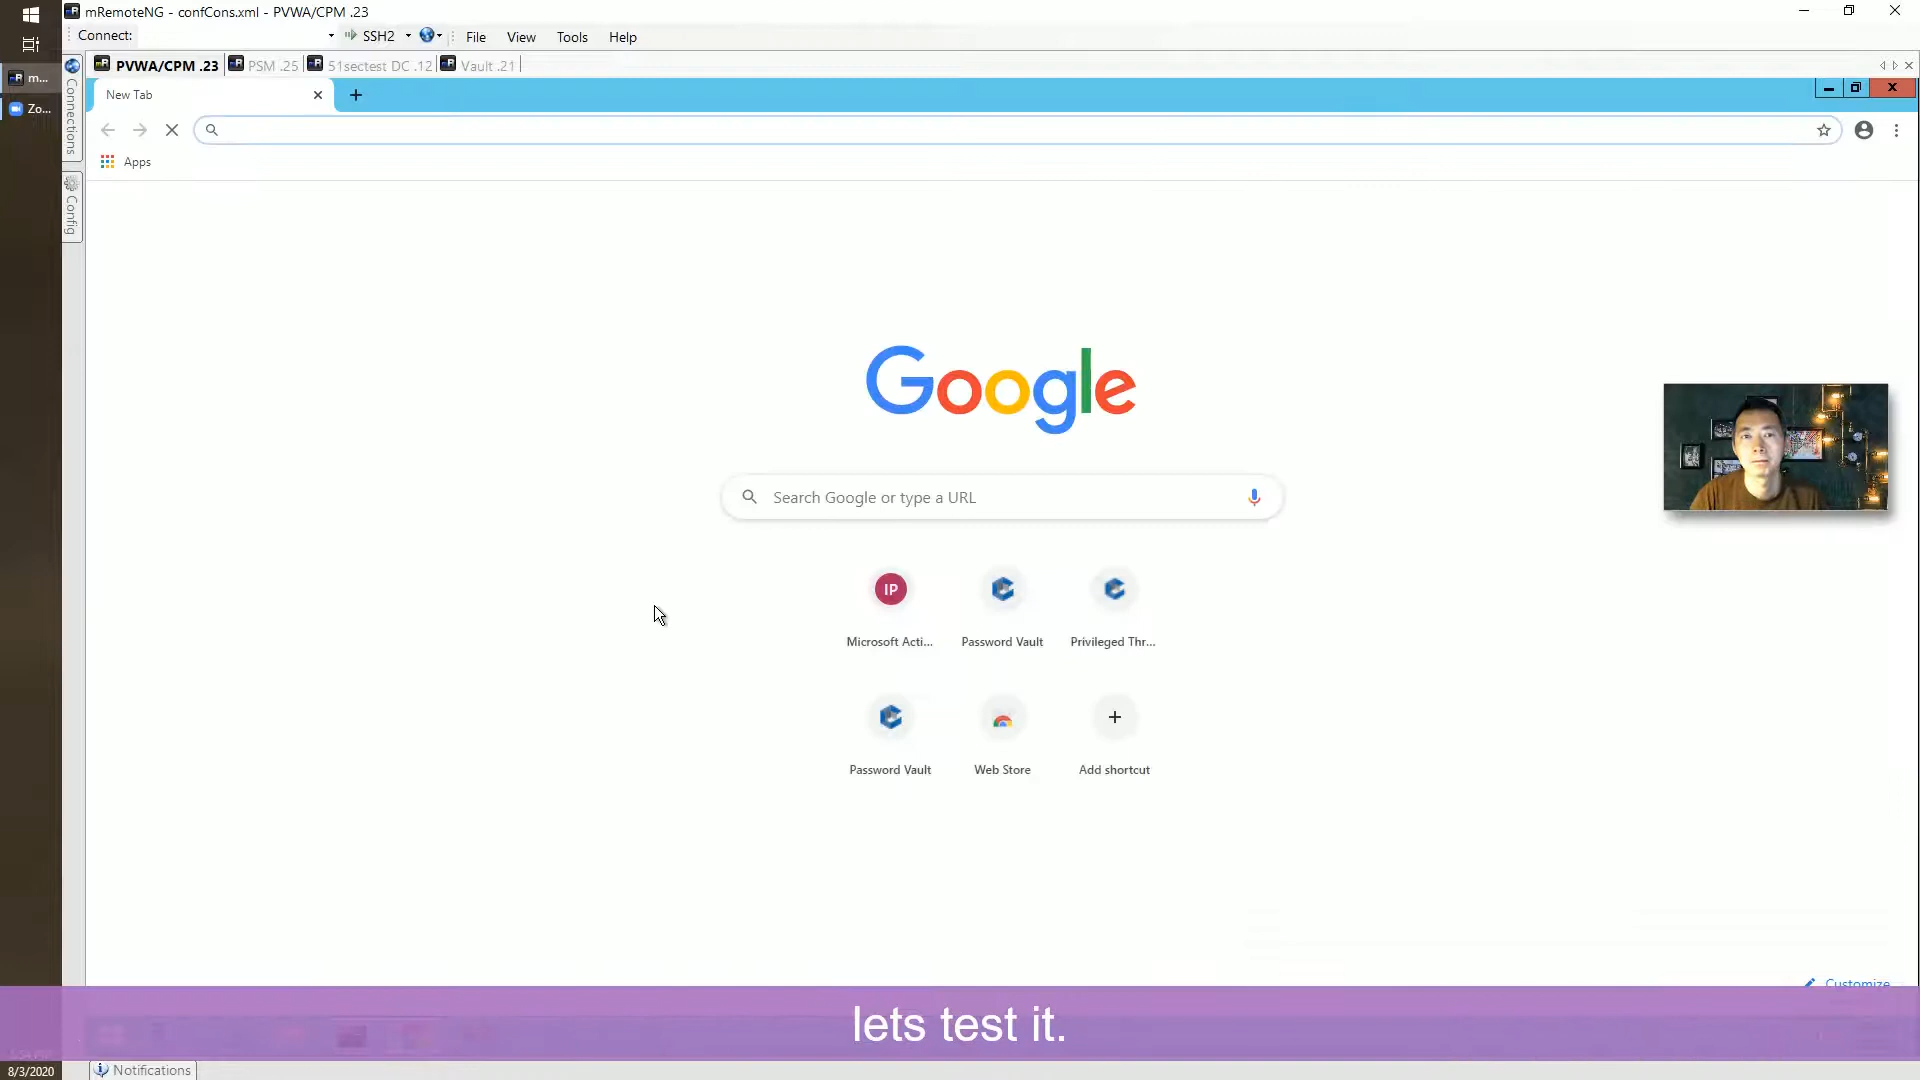 mRemoteNG - confCons.xml - PVWA/CPM .23
Connect:
SSH2
File
View
Tools
Help
m...
PVWA/CPM .23
PSM .25
51sectest DC .12
Vault .21
Connections
New Tab
Zo...
Apps
Config
Google
Search Google or type a URL
IP
Microsoft Acti...
Password Vault
Privileged Thr...
Password Vault
Web Store
Add shortcut
Customize
lets test it.
8/3/2020
Notifications